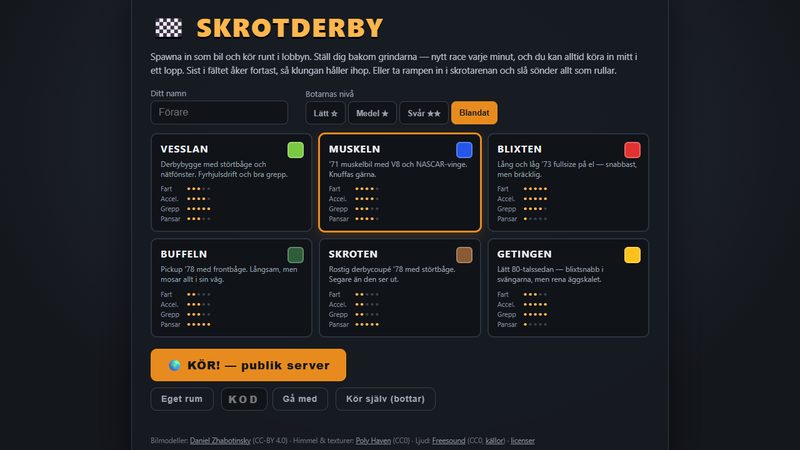 SKROTDERBY
Spawna in som bil och kör runt i lobbyn. Ställ dig bakom grindarna — nytt race varje minut, och du kan alltid köra in mitt i
ett lopp. Sist i fältet åker fortast, så klungan håller ihop. Eller ta rampen in i skrotarenan och slå sönder allt som rullar.
Ditt namn
Botarnas nivå
Förare
Lätt ☆
Medel ★
Svår ★★
Blandat
VESSLAN
Derbybygge med störtbåge och
nätfönster. Fyrhjulsdrift och bra grepp.
Fart
Accel.
Grepp
Pansar
MUSKELN
'71 muskelbil med V8 och NASCAR-vinge.
Knuffas gärna.
Fart
Accel.
Grepp
Pansar
BLIXTEN
Lång och låg '73 fullsize på el — snabbast,
men bräcklig.
Fart
Accel.
Grepp
Pansar
BUFFELN
Pickup '78 med frontbåge. Långsam, men
mosar allt i sin väg.
Fart
Accel.
Grepp
Pansar
SKROTEN
Rostig derbycoupé '78 med störtbåge.
Segare än den ser ut.
Fart
Accel.
Grepp
Pansar
GETINGEN
Lätt 80-talssedan — blixtsnabb i
svängarna, men rena äggskalet.
Fart
Accel.
Grepp
Pansar
KÖR! — publik server
Eget rum
KOD
Gå med
Kör själv (bottar)
Bilmodeller: Daniel Zhabotinsky (CC-BY 4.0) · Himmel & texturer: Poly Haven (CC0) · Ljud: Freesound (CC0, källor) · licenser